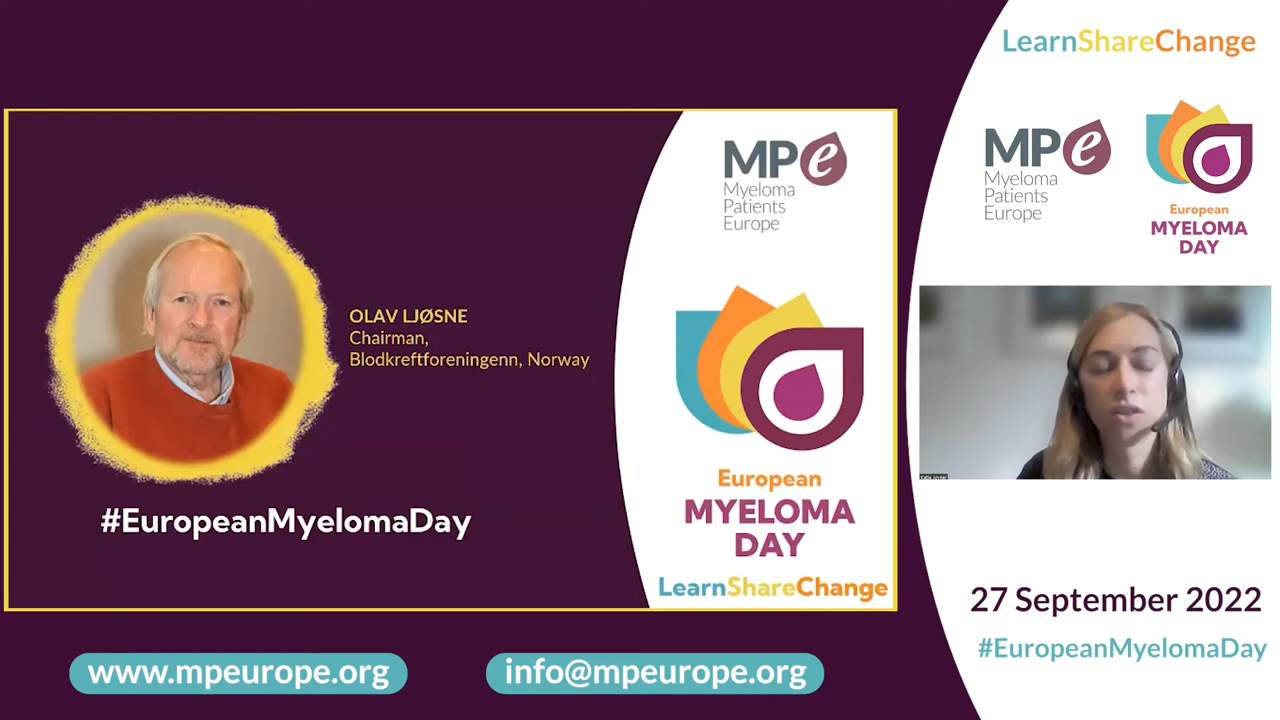 OLAV LJØSNE
Chairman,
Blodkreftforeningenn, Norway
#EuropeanMyelomaDay
MPe
Myeloma
Patients
Europe
European
MYELOMA
DAY
LearnShareChange
www.mpeurope.org
info@mpeurope.org
LearnShareChange
MPe
Myeloma
Patients
Europe
European
MYELOMA
DAY
27 September 2022
#EuropeanMyelomaDay